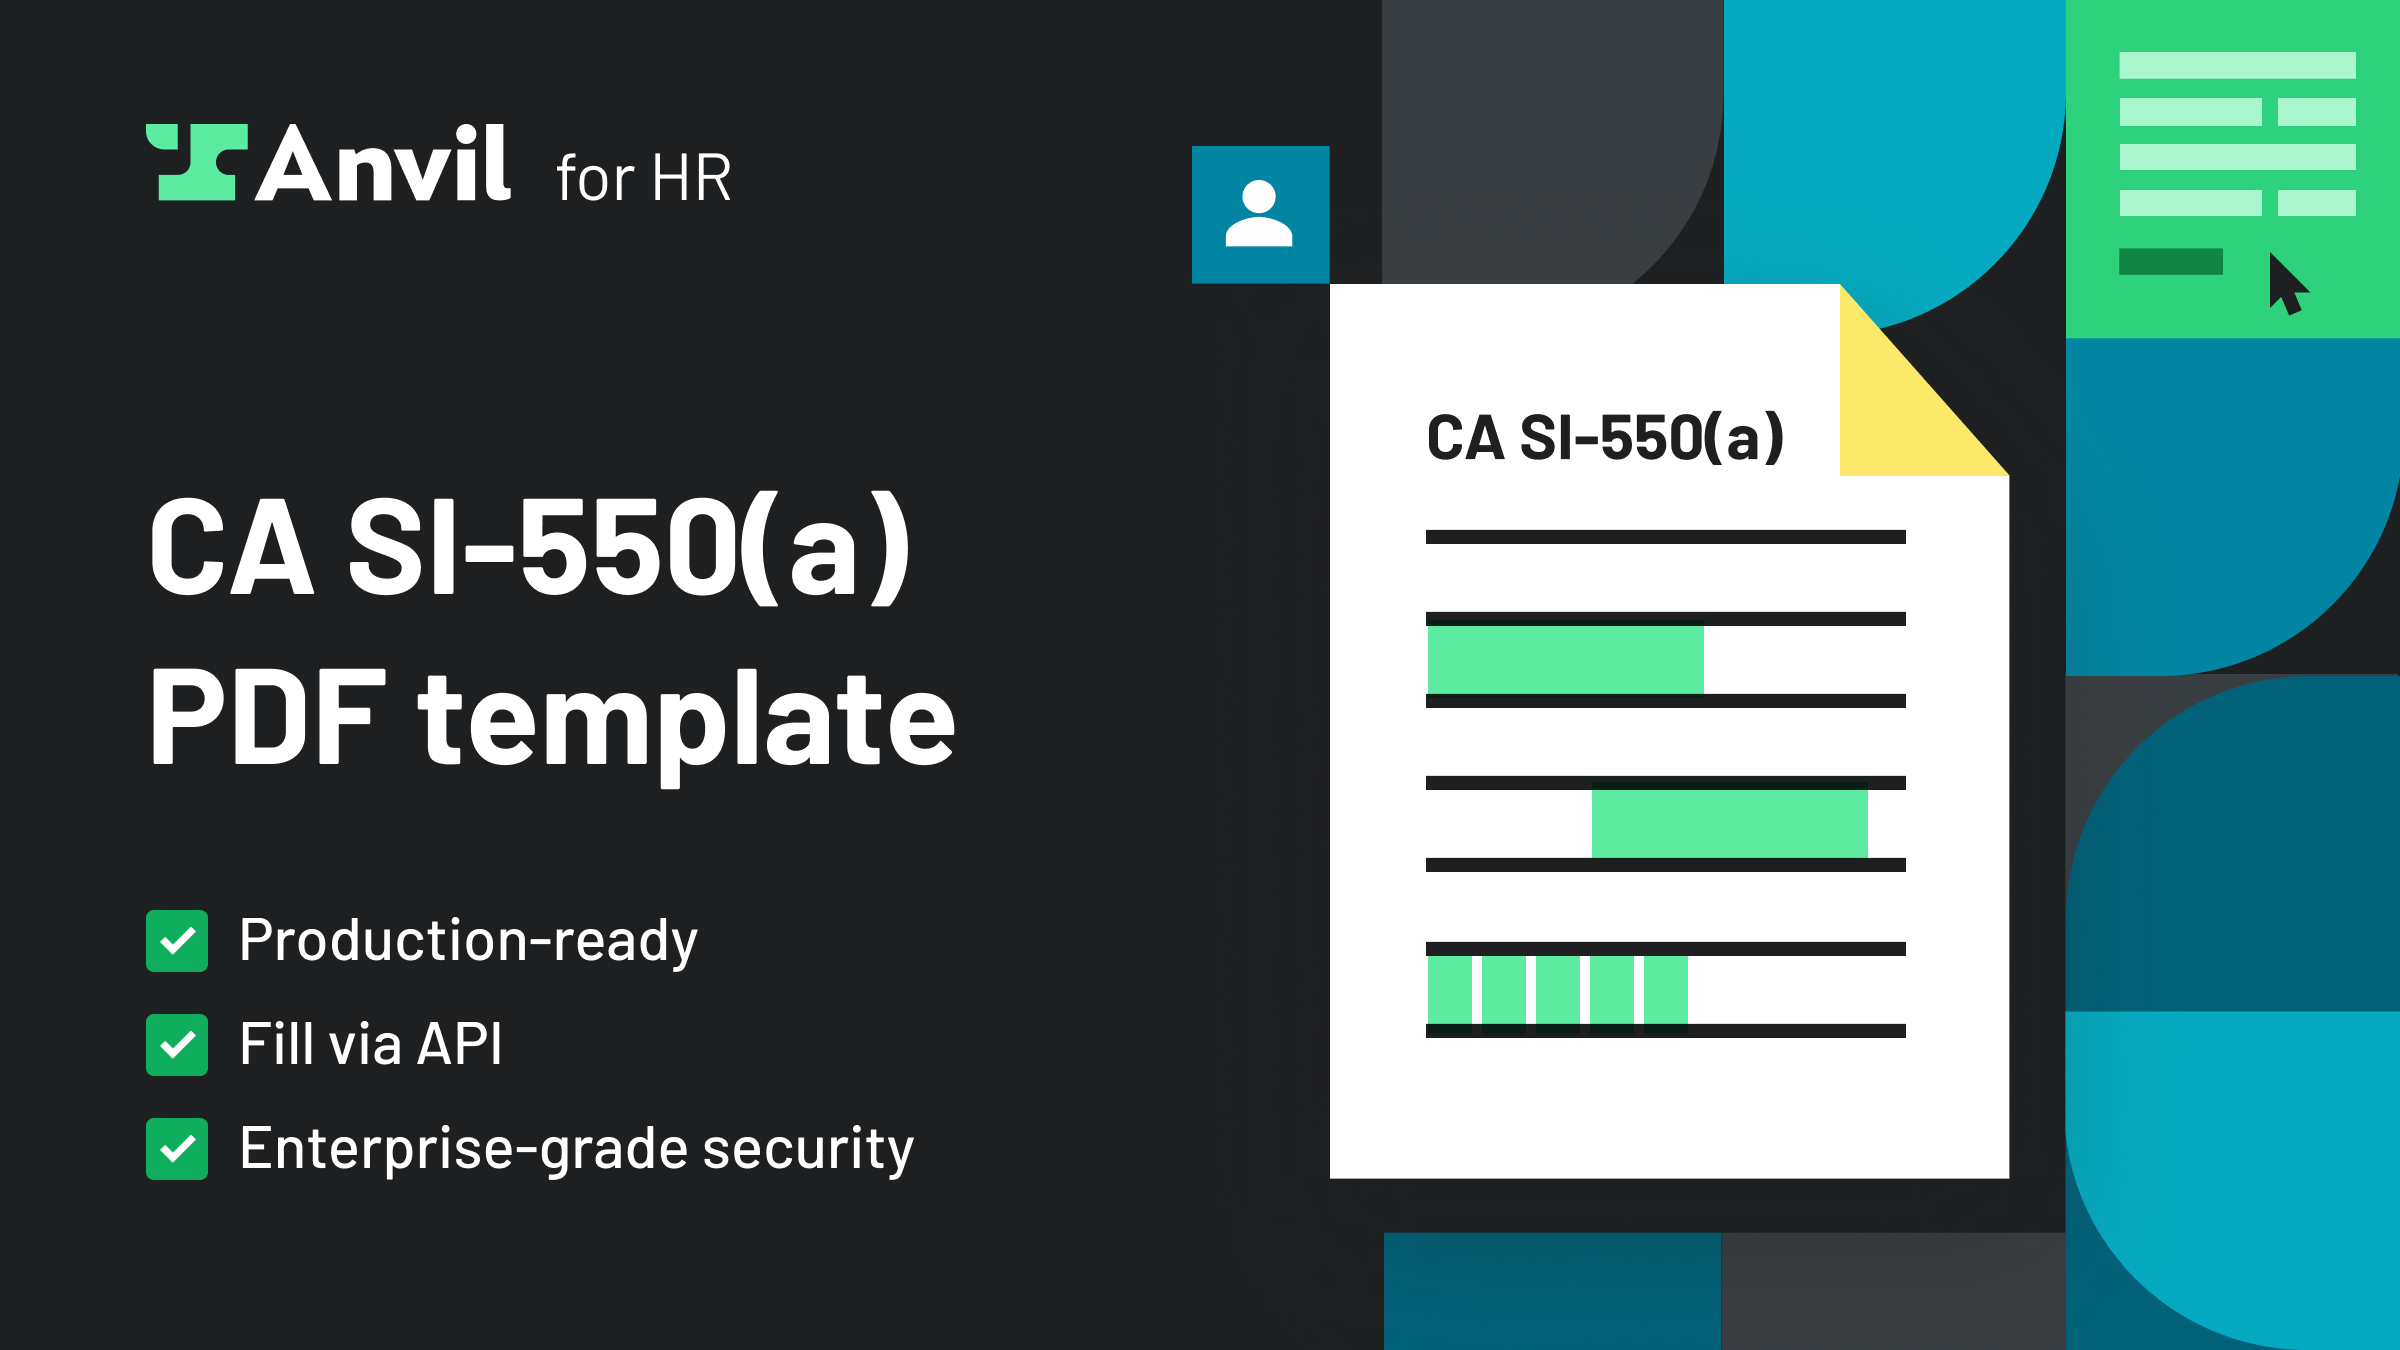 Anvil for HR
CA SI-550(a)
PDF template
Production-ready
Fill via API
Enterprise-grade security
CA SI-550(a)